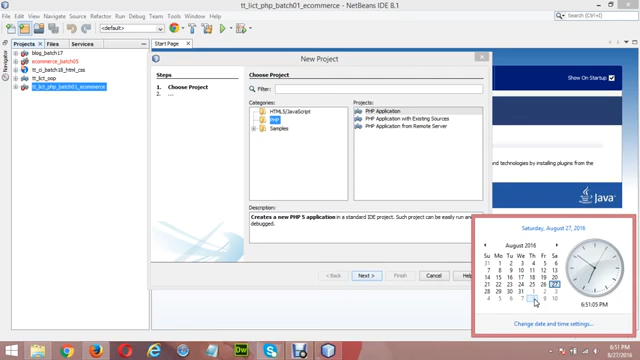 tt_lict_php_batch01_ecommerce - NetBeans IDE 8.1
File Edit View Navigate Source Refactor Run Debug Team Tools Window Help
Search (Ctrl+I)
<default>
Projects Files Services
Start Page
blog_batch17
ecommerce_batch05
tt_ci_batch18_html_css
tt_lict_oop
tt_lict_php_batch01_ecommerce
Navigator
New Project
Steps
1. Choose Project
2. ...
Choose Project
Filter:
Categories:
Projects:
HTML5/JavaScript
PHP
Samples
PHP Application
PHP Application with Existing Sources
PHP Application from Remote Server
Description:
Creates a new PHP 5 application in a standard IDE project. Such project can be easily run and
debugged.
< Back Next > Finish Cancel Help
Show On Startup
and technologies by installing plugins from the
Java
Saturday, August 27, 2016
August 2016
Su Mo Tu We Th Fr Sa
31 1 2 3 4 5 6
7 8 9 10 11 12 13
14 15 16 17 18 19 20
21 22 23 24 25 26 27
28 29 30 31 1 2 3
4 5 6 7 9 10
6:51:05 PM
Change date and time settings...
Dw
6:51 PM
8/27/2016